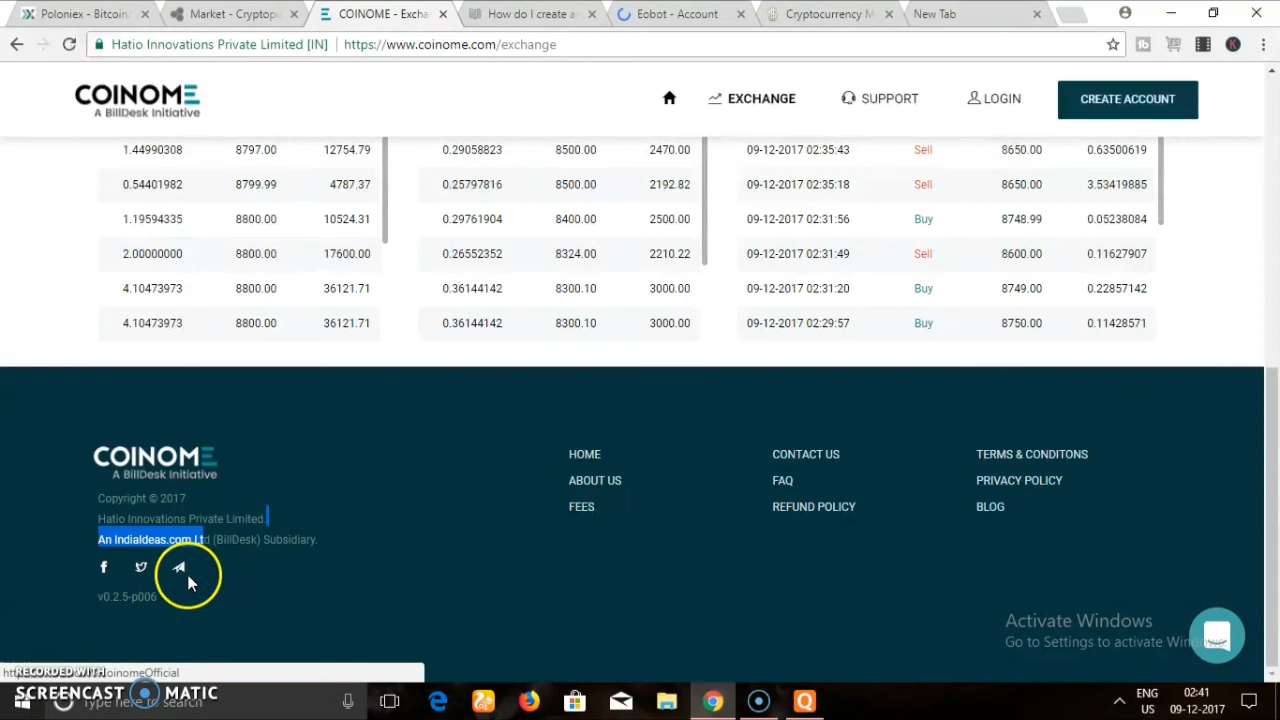 Poloniex - Bitcoin/
Market - Cryptopi
COINOME - Excha
How do I create an
Eobot - Account
Cryptocurrency M
New Tab
Hatio Innovations Private Limited [IN]
https://www.coinome.com/exchange
COINOME
A BillDesk Initiative
EXCHANGE
SUPPORT
LOGIN
CREATE ACCOUNT
1.44990308 8797.00 12754.79 0.29058823 8500.00 2470.00 09-12-2017 02:35:43 Sell 8650.00 0.63500619
0.54401982 8799.99 4787.37 0.25797816 8500.00 2192.82 09-12-2017 02:35:18 Sell 8650.00 3.53419885
1.19594335 8800.00 10524.31 0.29761904 8400.00 2500.00 09-12-2017 02:31:56 Buy 8748.99 0.05238084
2.00000000 8800.00 17600.00 0.26552352 8324.00 2210.22 09-12-2017 02:31:49 Sell 8600.00 0.11627907
4.10473973 8800.00 36121.71 0.36144142 8300.10 3000.00 09-12-2017 02:31:20 Buy 8749.00 0.22857142
4.10473973 8800.00 36121.71 0.36144142 8300.10 3000.00 09-12-2017 02:29:57 Buy 8750.00 0.11428571
COINOME
A BillDesk Initiative
Copyright © 2017
Hatio Innovations Private Limited.
An IndiaIdeas.com Ltd (BillDesk) Subsidiary.
v0.2.5-p006
HOME
ABOUT US
FEES
CONTACT US
FAQ
REFUND POLICY
TERMS & CONDITONS
PRIVACY POLICY
BLOG
Activate Windows
Go to Settings to activate Windows.
RECORDED WITH
SCREENCAST MATIC
Type here to search
ENG
US
02:41
09-12-2017